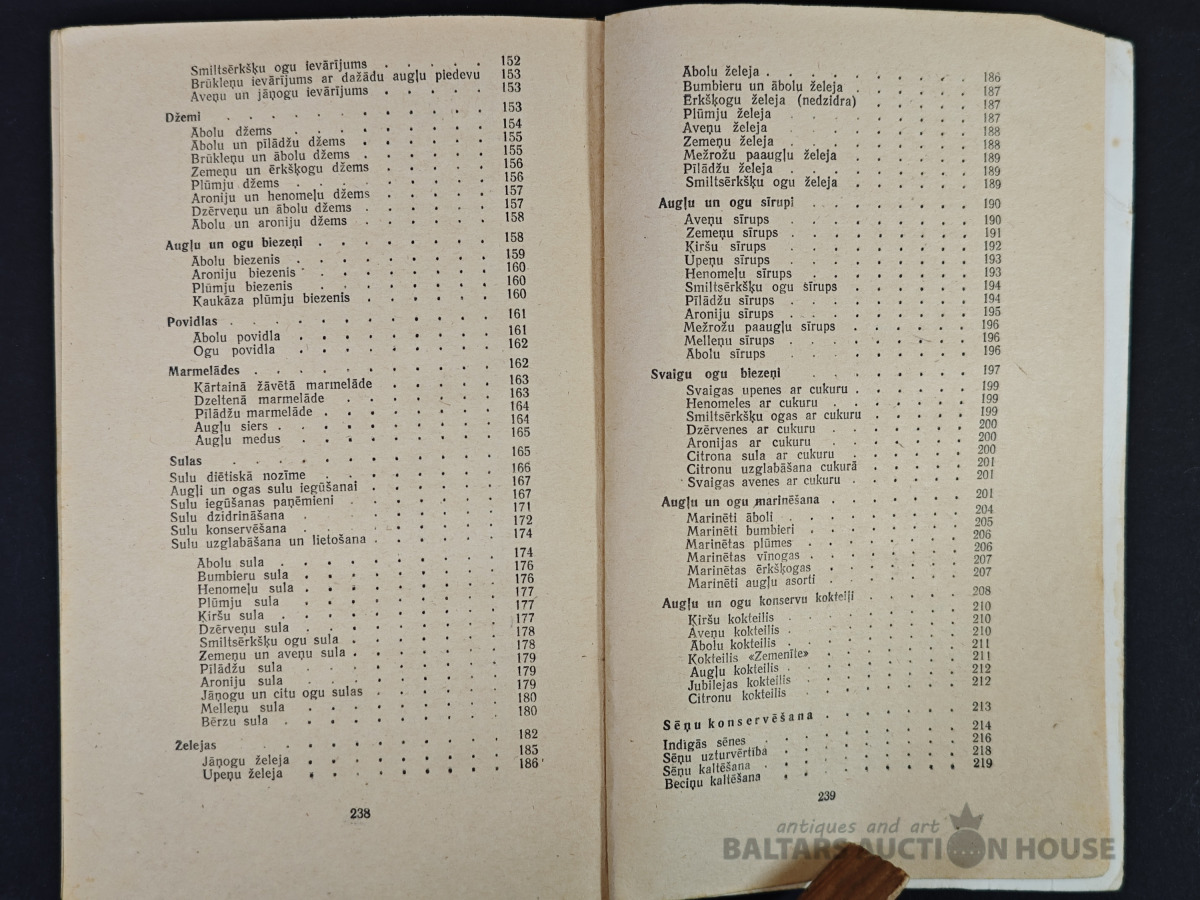 Smiltsērkšķu ogu ievārījums . . . . . 152
Brūkleņu ievārījums ar dažādu augļu piedevu 153
Aveņu un jāņogu ievārījums . . . . . 153
Džemi . . . . . . . . . . 153
Ābolu džems . . . . . . . . 154
Ābolu un pīlādžu džems . . . . . 155
Brūkleņu un ābolu džems . . . . . 155
Zemeņu un ērkšķogu džems . . . . . 156
Plūmju džems . . . . . . . . 156
Aroniju un henomeļu džems . . . . . 157
Dzērveņu un ābolu džems . . . . . 157
Ābolu un aroniju džems . . . . . 158
Augļu un ogu biezeņi . . . . . . . 158
Ābolu biezenis . . . . . . . 159
Aroniju biezenis . . . . . . . 160
Plūmju biezenis . . . . . . . 160
Kaukāza plūmju biezenis . . . . . 160
Povidlas . . . . . . . . . . 161
Ābolu povidla . . . . . . . 161
Ogu povidla . . . . . . . 162
Marmelādes . . . . . . . . . 162
Kārtainā žāvētā marmelāde . . . . . 163
Dzeltenā marmelāde . . . . . . 163
Pīlādžu marmelāde . . . . . . . 164
Augļu siers . . . . . . . . 164
Augļu medus . . . . . . . . 165
Sulas . . . . . . . . . . 165
Sulu diētiskā nozīme . . . . . . 166
Augļi un ogas sulu iegūšanai . . . . . 167
Sulu iegūšanas paņēmieni . . . . . 167
Sulu dzidrināšana . . . . . . . 171
Sulu konservēšana . . . . . . . 172
Sulu uzglabāšana un lietošana . . . . . 174
Ābolu sula . . . . . . . . 174
Bumbieru sula . . . . . . . 176
Henomeļu sula . . . . . . . 176
Plūmju sula . . . . . . . . 177
Ķiršu sula . . . . . . . . 177
Dzērveņu sula . . . . . . . 177
Smiltsērkšķu ogu sula . . . . . . 178
Zemeņu un aveņu sula . . . . . . 178
Pīlādžu sula . . . . . . . . 179
Aroniju sula . . . . . . . . 179
Jāņogu un citu ogu sulas . . . . . 179
Melleņu sula . . . . . . . . 180
Bērzu sula . . . . . . . . 180
Želejas . . . . . . . . . . 182
Jāņogu želeja . . . . . . . 185
Upeņu želeja . . . . . . . 186
238
Ābolu želeja . . . . . . . . 186
Bumbieru un ābolu želeja . . . . . 187
Ērkšķogu želeja (nedzidra) . . . . . 187
Plūmju želeja . . . . . . . 187
Aveņu želeja . . . . . . . 188
Zemeņu želeja . . . . . . . 188
Mežrožu paaugļu želeja . . . . . 189
Pīlādžu želeja . . . . . . . 189
Smiltsērkšķu ogu želeja . . . . . 189
Augļu un ogu sīrupi . . . . . . . 190
Aveņu sīrups . . . . . . . 190
Zemeņu sīrups . . . . . . . 191
Ķiršu sīrups . . . . . . . 192
Upeņu sīrups . . . . . . . 193
Henomeļu sīrups . . . . . . 193
Smiltsērkšķu ogu sīrups . . . . . 194
Pīlādžu sīrups . . . . . . . 194
Aroniju sīrups . . . . . . . 195
Mežrožu paaugļu sīrups . . . . . 196
Melleņu sīrups . . . . . . . 196
Ābolu sīrups . . . . . . . 196
Svaigu ogu biezeņi . . . . . . . 197
Svaigas upenes ar cukuru . . . . . 199
Henomeles ar cukuru . . . . . . 199
Smiltsērkšķu ogas ar cukuru . . . . 199
Dzērvenes ar cukuru . . . . . . 200
Aronijas ar cukuru . . . . . . 200
Citrona sula ar cukuru . . . . . 200
Citronu uzglabāšana cukurā . . . . . 201
Svaigas avenes ar cukuru . . . . . 201
Augļu un ogu marinēšana . . . . . 201
Marinēti āboli . . . . . . . 204
Marinēti bumbieri . . . . . . 205
Marinētas plūmes . . . . . . 206
Marinētas vīnogas . . . . . . 206
Marinētas ērkšķogas . . . . . . 207
Marinēti augļu asorti . . . . . . 207
Augļu un ogu konservu kokteiļi . . . . . 208
Ķiršu kokteilis . . . . . . . 210
Aveņu kokteilis . . . . . . . 210
Ābolu kokteilis . . . . . . . 210
Kokteilis «Zemenīte» . . . . . . 211
Augļu kokteilis . . . . . . . 211
Jubilejas kokteilis . . . . . . 212
Citronu kokteilis . . . . . . 212
Sēņu konservēšana . . . . . . 213
Indīgās sēnes . . . . . . . 214
Sēņu uzturvērtība . . . . . . . 216
Sēņu kaltēšana . . . . . . . 218
Beciņu kaltēšana . . . . . . . 219
239
antiques and art
BALTARS AUCTION HOUSE